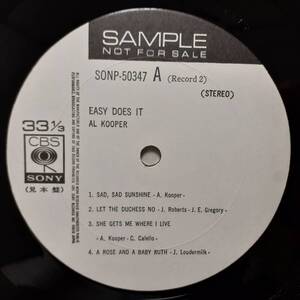 SAMPLE
NOT FOR SALE
SONP-50347 A (Record 2)
(STEREO)
EASY DOES IT
AL KOOPER
33 1/3
CBS
SONY
(見本盤)
1. SAD, SAD SUNSHINE - A. Kooper -
2. LET THE DUCHESS NO - J. Roberts - J. E. Gregory -
3. SHE GETS ME WHERE I LIVE
- A. Kooper - C. Calello -
4. A ROSE AND A BABY RUTH - J. Loudermilk -